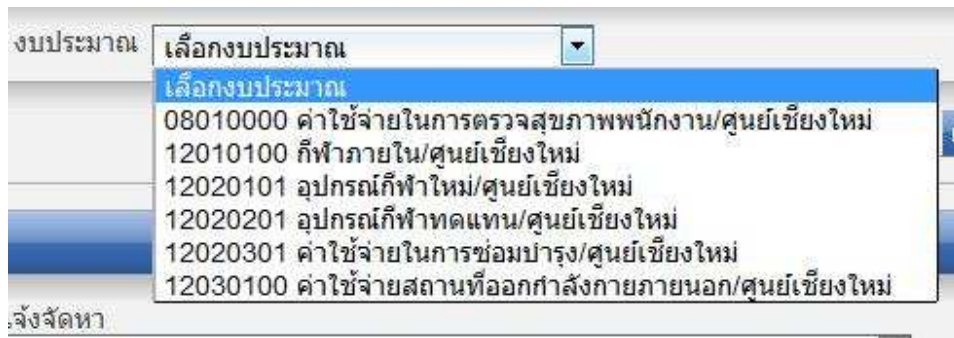 งบประมาณ เลือกงบประมาณ
เลือกงบประมาณ
08010000 ค่าใช้จ่ายในการตรวจสุขภาพพนักงาน/ศูนย์เชียงใหม่
12010100 กีฬาภายใน/ศูนย์เชียงใหม่
12020101 อุปกรณ์กีฬาใหม่/ศูนย์เชียงใหม่
12020201 อุปกรณ์กีฬาทดแทน/ศูนย์เชียงใหม่
12020301 ค่าใช้จ่ายในการซ่อมบำรุง/ศูนย์เชียงใหม่
12030100 ค่าใช้จ่ายสถานที่ออกกำลังกายภายนอก/ศูนย์เชียงใหม่
แจ้งจัดหา